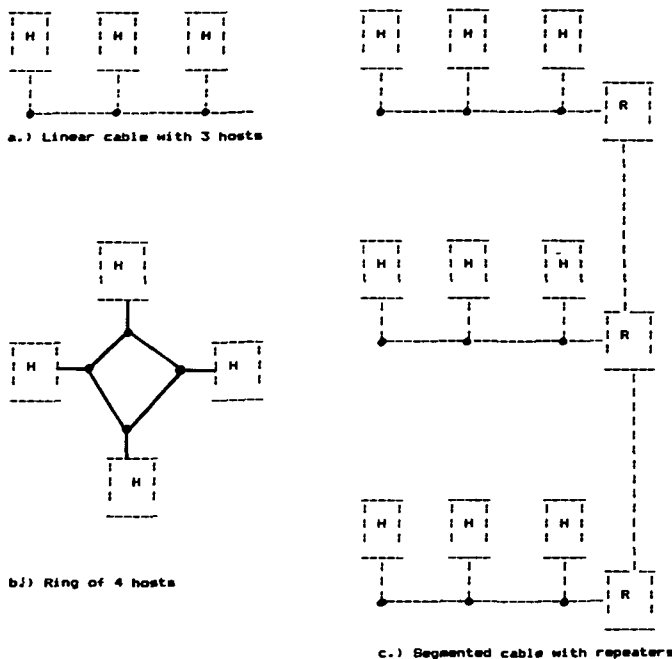 H H H
a.) Linear cable with 3 hosts
H
H H
H
b.) Ring of 4 hosts
H H H
R
H H H
R
H H H
R
c.) Segmented cable with repeaters